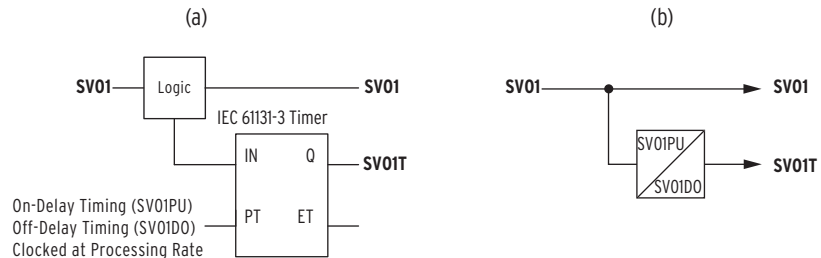 (a)
(b)
SV01
Logic
SV01
IEC 61131-3 Timer
IN
Q
SV01T
PT
ET
On-Delay Timing (SV01PU)
Off-Delay Timing (SV01DO)
Clocked at Processing Rate
SV01
SV01
SV01PU
SV01DO
SV01T